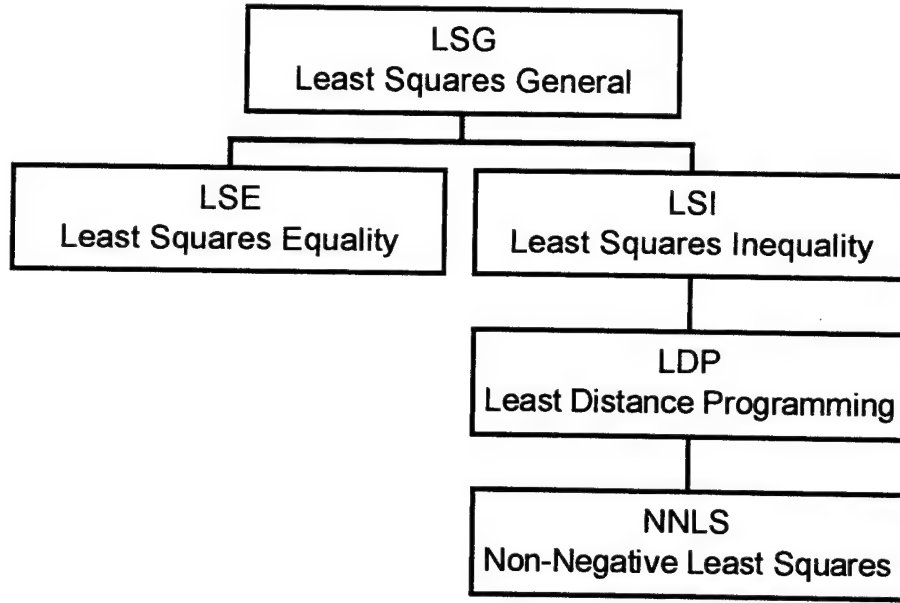 LSG
Least Squares General
LSE
Least Squares Equality
LSI
Least Squares Inequality
LDP
Least Distance Programming
NNLS
Non-Negative Least Squares